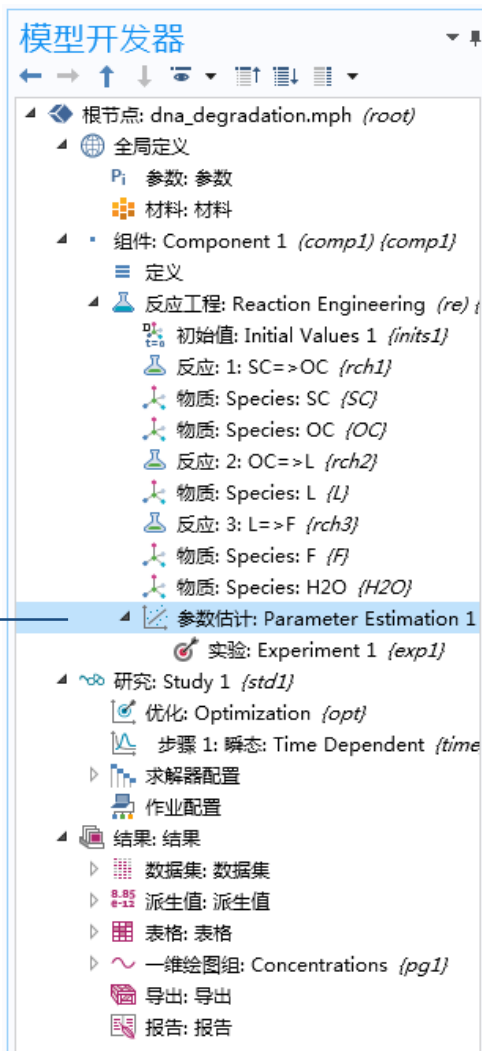 模型开发器
根节点: dna_degradation.mph (root)
全局定义
Pi 参数: 参数
材料: 材料
组件: Component 1 (comp1) {comp1}
定义
反应工程: Reaction Engineering (re) {
D t=0 初始值: Initial Values 1 {inits1}
反应: 1: SC=>OC {rch1}
物质: Species: SC {SC}
物质: Species: OC {OC}
反应: 2: OC=>L {rch2}
物质: Species: L {L}
反应: 3: L=>F {rch3}
物质: Species: F {F}
物质: Species: H2O {H2O}
参数估计: Parameter Estimation 1
实验: Experiment 1 {exp1}
研究: Study 1 {std1}
优化: Optimization {opt}
步骤 1: 瞬态: Time Dependent {time
求解器配置
作业配置
结果: 结果
数据集: 数据集
8.85 e-12 派生值: 派生值
表格: 表格
一维绘图组: Concentrations {pg1}
导出: 导出
报告: 报告